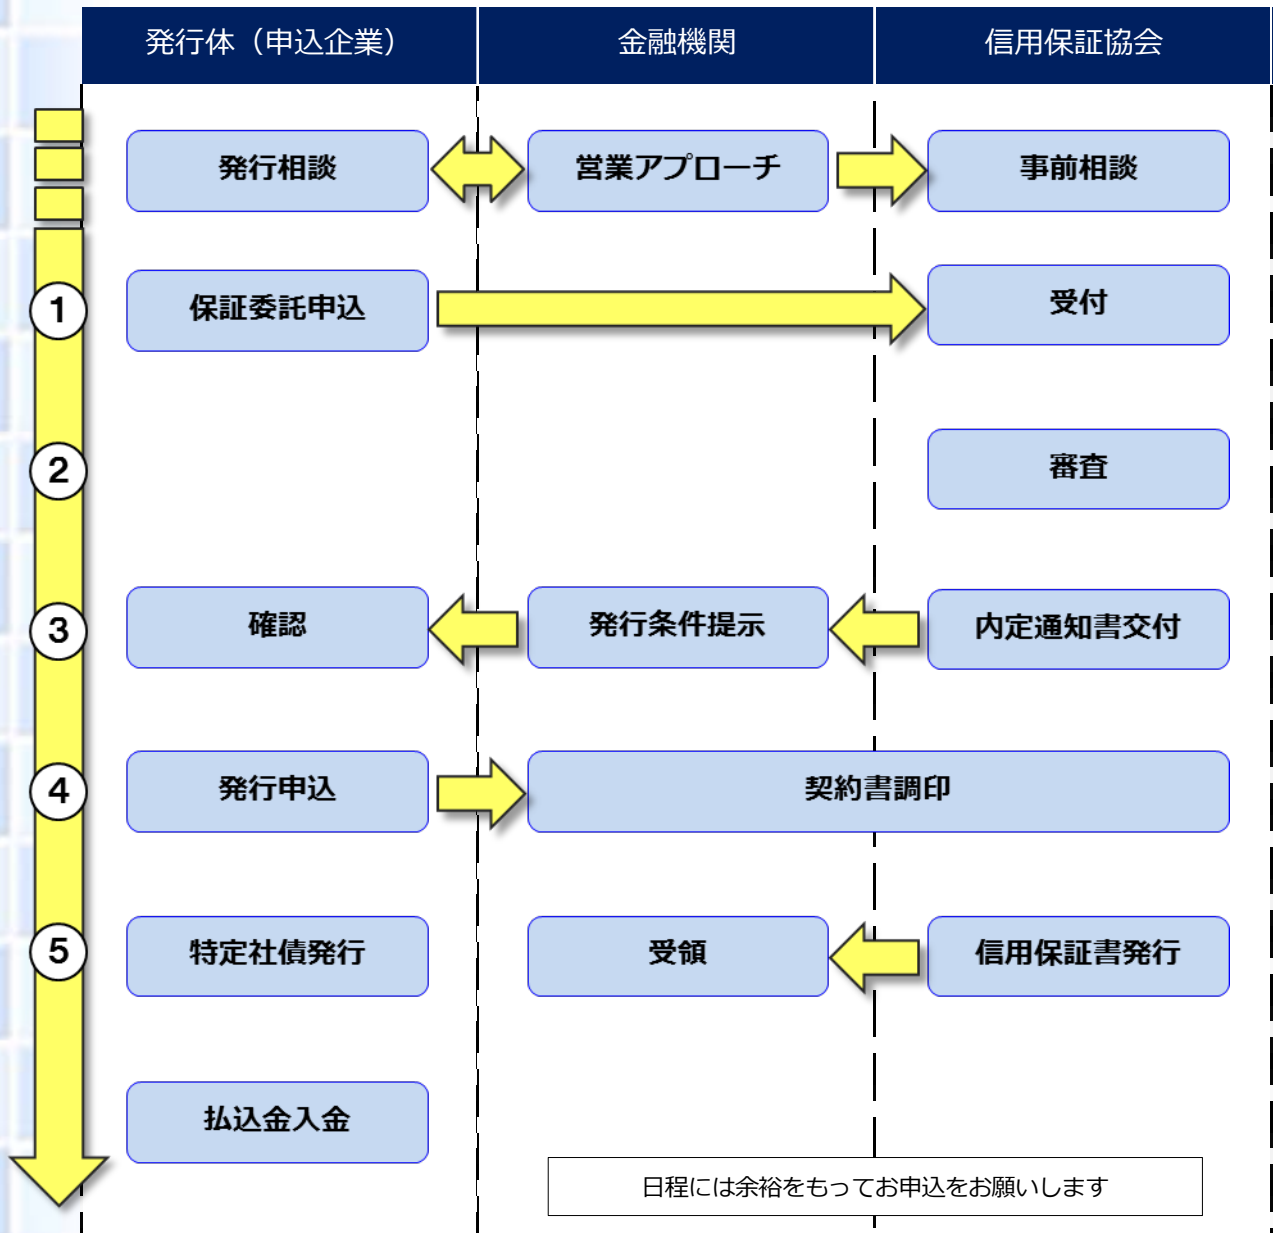 発行体（申込企業）
金融機関
信用保証協会
発行相談
営業アプローチ
事前相談
1
保証委託申込
受付
2
審査
3
確認
発行条件提示
内定通知書交付
4
発行申込
契約書調印
5
特定社債発行
受領
信用保証書発行
払込金入金
日程には余裕をもってお申込をお願いします